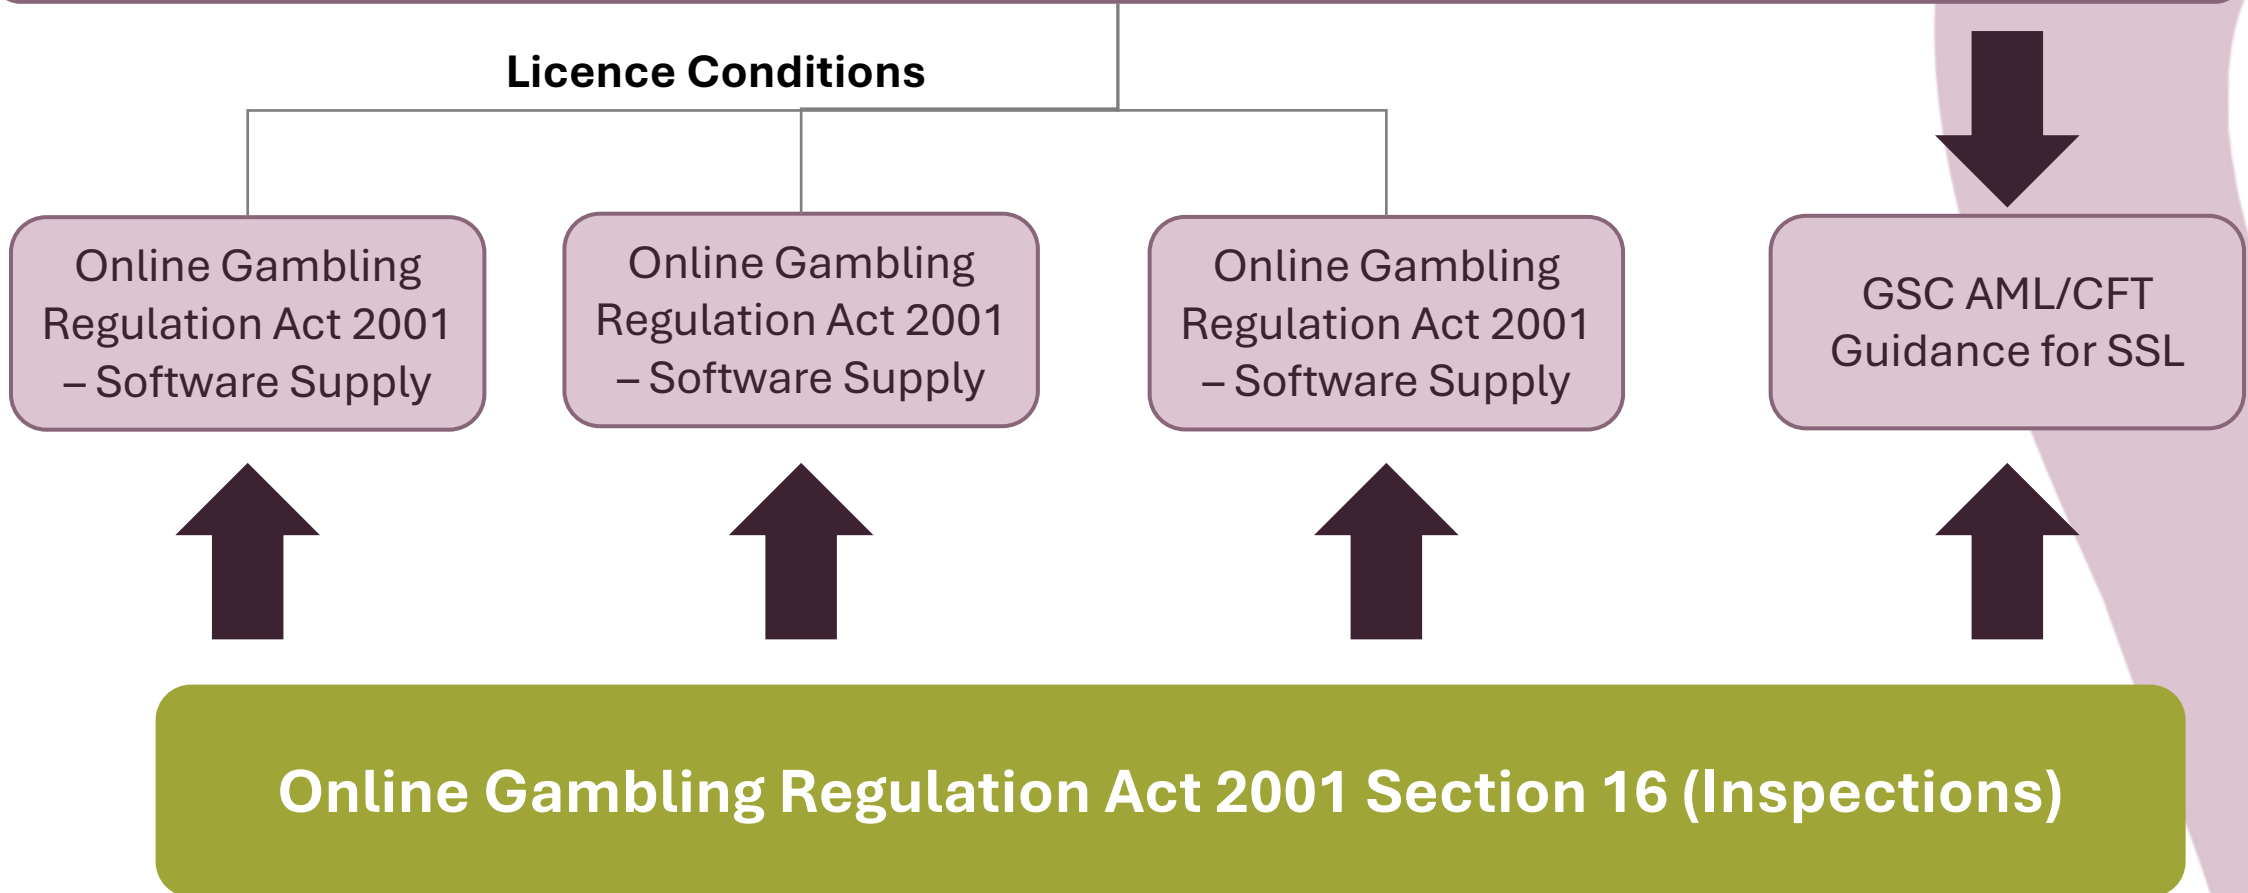 Licence Conditions
Online Gambling
Regulation Act 2001
– Software Supply
Online Gambling
Regulation Act 2001
– Software Supply
Online Gambling
Regulation Act 2001
– Software Supply
GSC AML/CFT
Guidance for SSL
Online Gambling Regulation Act 2001 Section 16 (Inspections)